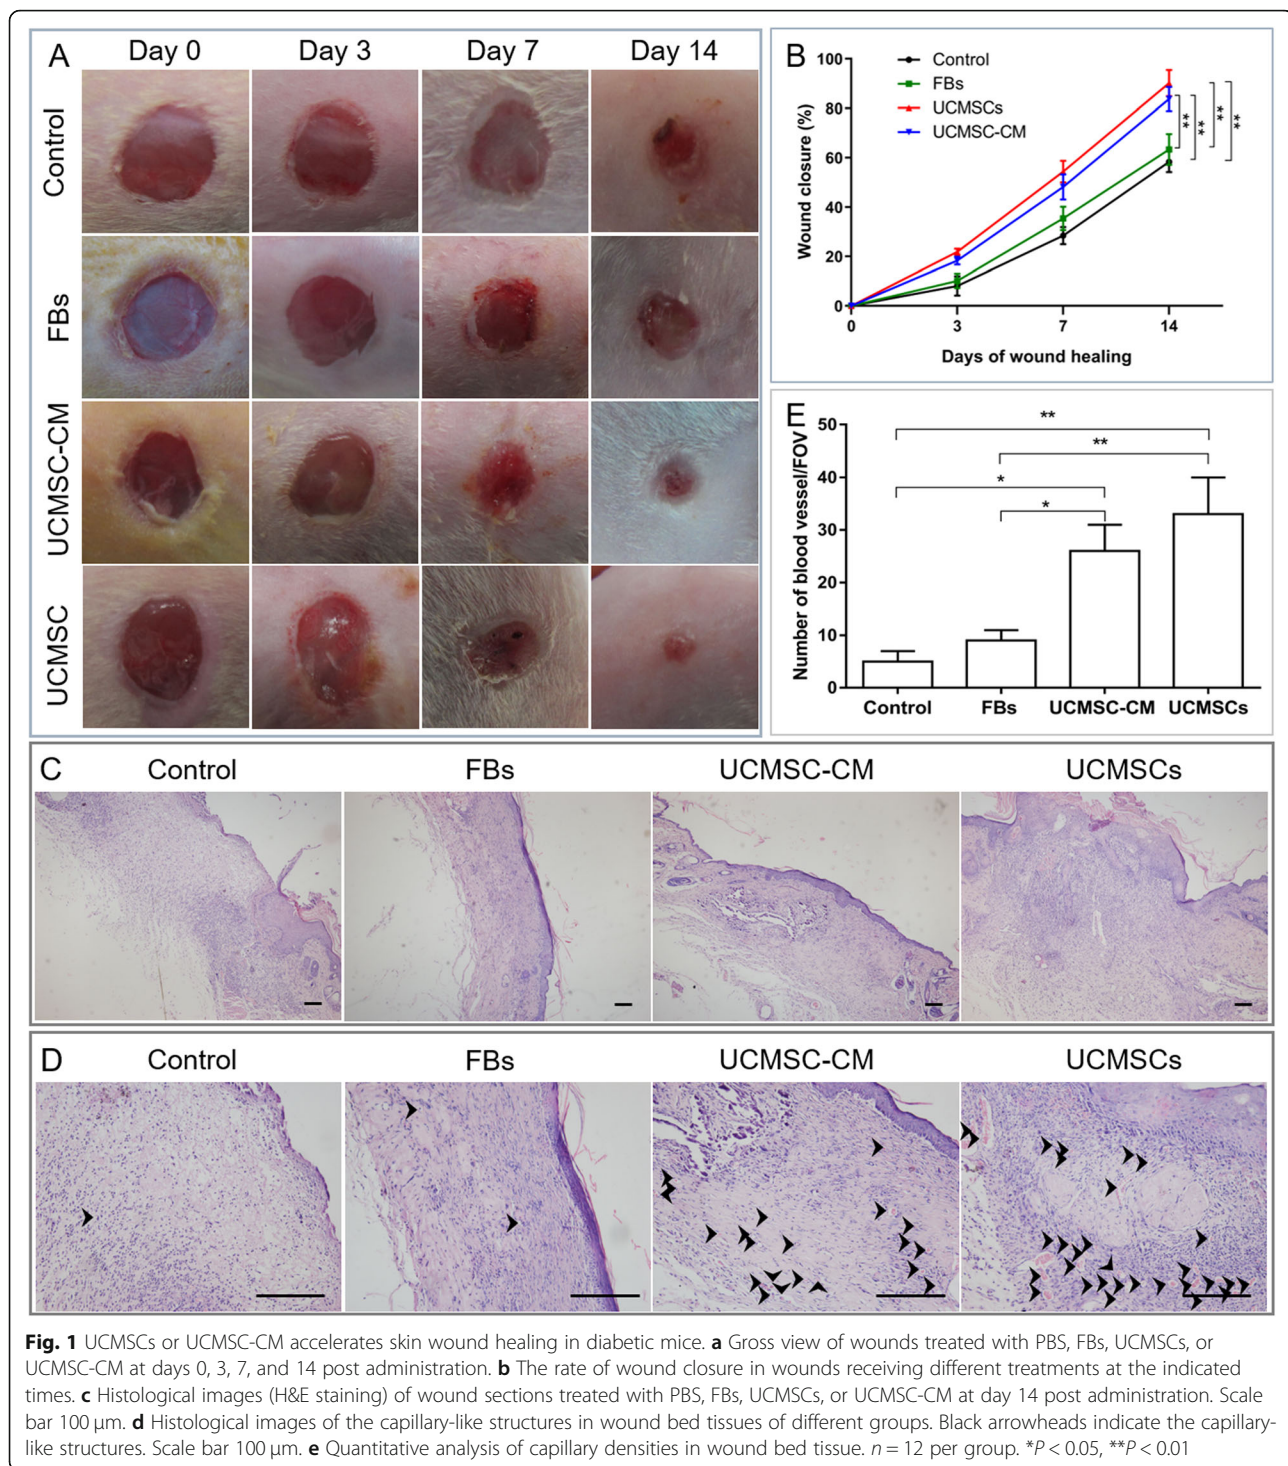 A
Day 0 Day 3 Day 7 Day 14
Control
FBs
UCMSC-CM
UCMSC
B
Control
FBs
UCMSCs
UCMSC-CM
Wound closure (%)
100
80
60
40
20
0
0 3 7 14
Days of wound healing
** ** ** **
E
Number of blood vessel/FOV
50
40
30
20
10
0
**
**
*
*
Control FBs UCMSC-CM UCMSCs
C
Control FBs UCMSC-CM UCMSCs
D
Control FBs UCMSC-CM UCMSCs
Fig. 1 UCMSCs or UCMSC-CM accelerates skin wound healing in diabetic mice. a Gross view of wounds treated with PBS, FBs, UCMSCs, or
UCMSC-CM at days 0, 3, 7, and 14 post administration. b The rate of wound closure in wounds receiving different treatments at the indicated
times. c Histological images (H&E staining) of wound sections treated with PBS, FBs, UCMSCs, or UCMSC-CM at day 14 post administration. Scale
bar 100 μm. d Histological images of the capillary-like structures in wound bed tissues of different groups. Black arrowheads indicate the capillary-
like structures. Scale bar 100 μm. e Quantitative analysis of capillary densities in wound bed tissue. n = 12 per group. *P < 0.05, **P < 0.01